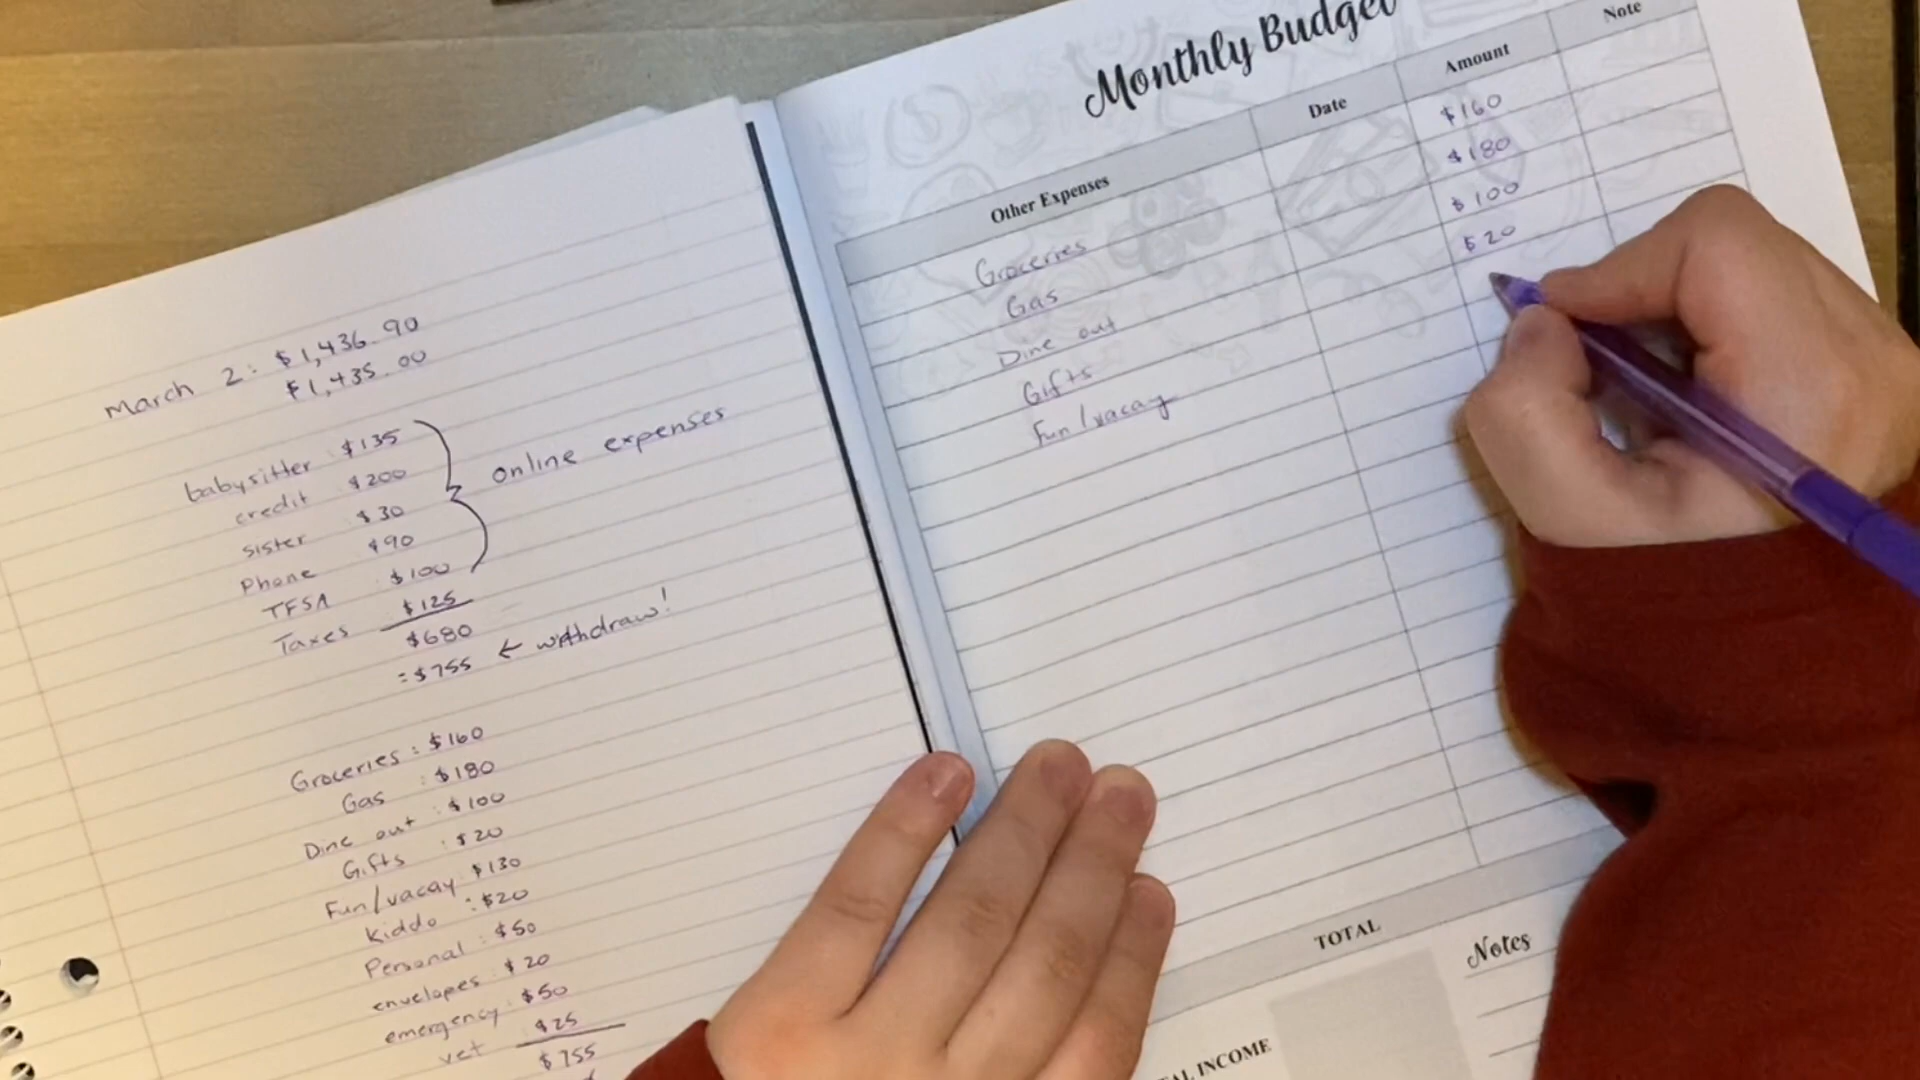 March 2: $1,436.90
$1,435.00
babysitter $135
credit $200
sister $30
Phone $90
TFSA : $100
Taxes $125
$680
= $755 ← withdraw!
online expenses
Groceries : $160
Gas : $180
Dine out : $100
Gifts : $20
Fun/vacay $130
Kiddo : $20
Personal : $50
envelopes $20
emergency $50
vet $25
$755
Monthly Budget
Other Expenses Date Amount Note
Groceries $160
Gas $180
Dine out $100
Gifts $20
Fun/vacay
TOTAL
Notes
INCOME